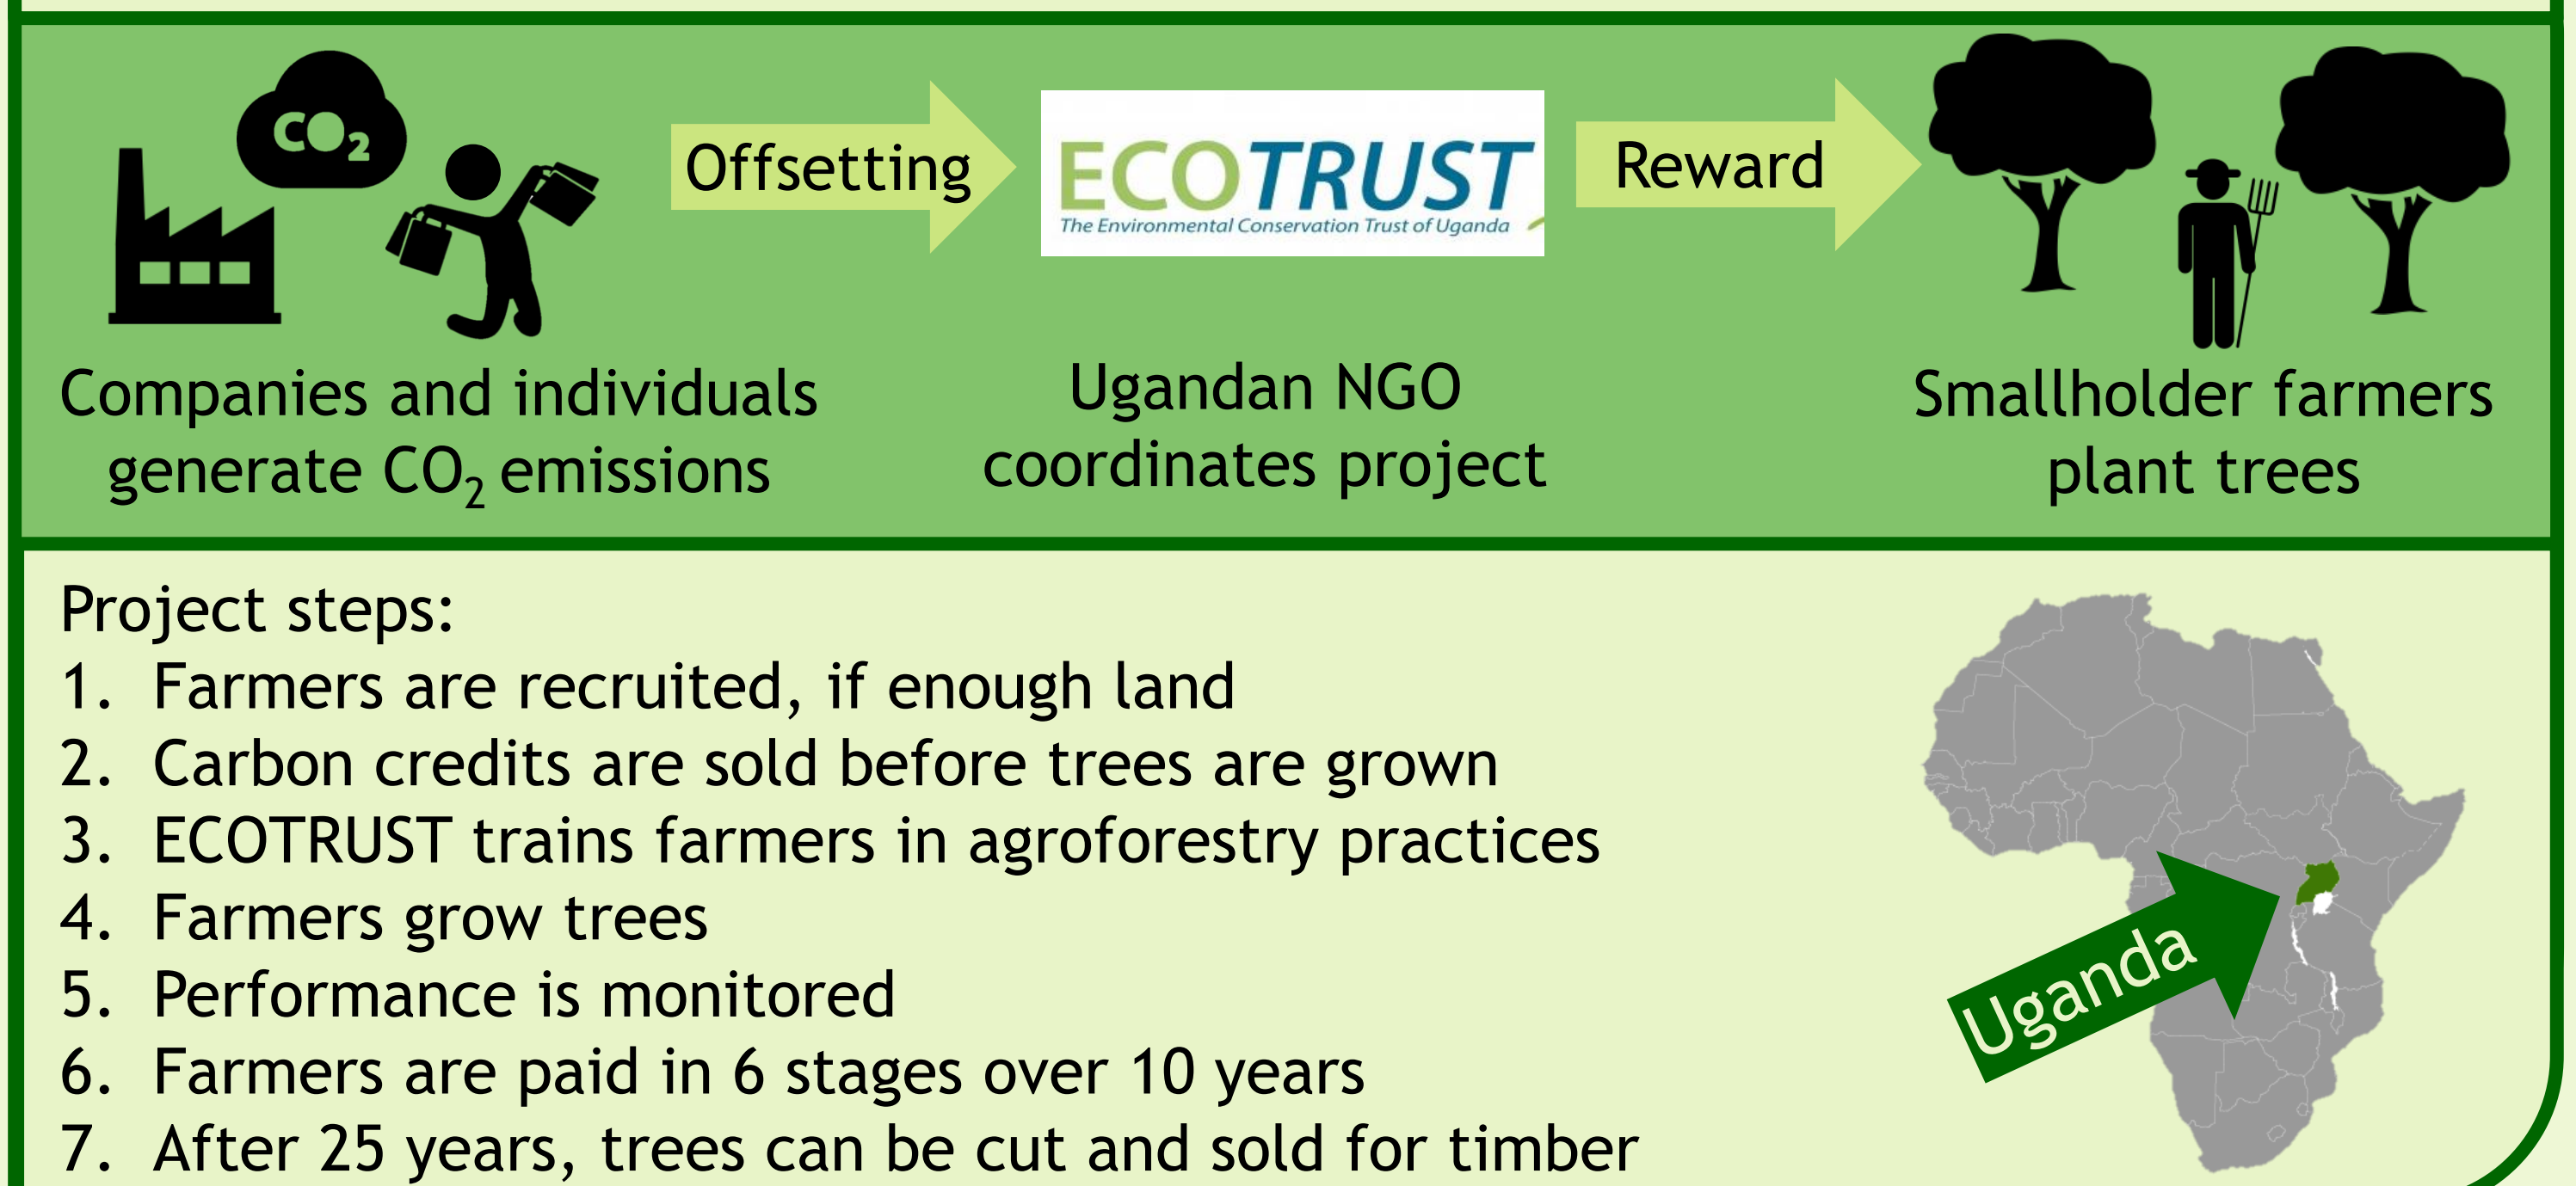 CO₂
Offsetting
ECOTRUST
The Environmental Conservation Trust of Uganda
Reward
Companies and individuals
generate CO₂ emissions
Ugandan NGO
coordinates project
Smallholder farmers
plant trees
Project steps:
1. Farmers are recruited, if enough land
2. Carbon credits are sold before trees are grown
3. ECOTRUST trains farmers in agroforestry practices
4. Farmers grow trees
5. Performance is monitored
6. Farmers are paid in 6 stages over 10 years
7. After 25 years, trees can be cut and sold for timber
Uganda